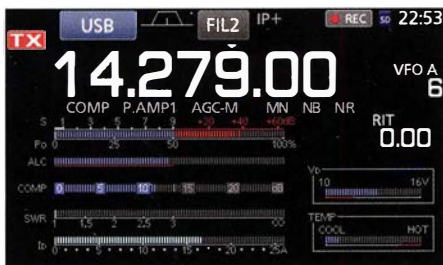 USB FIL2 IP+ REC SD 22:53
TX
14.279.00 VFO A
6
COMP P.AMP1 AGC-M MN NB NR
S 1 3 5 7 9 +20 +40 +60dB RIT
0.00
Po 0 25 50 100%
ALC
COMP 0 5 10 15 20 dB
VD
10 16V
SWR 1 1,5 2 2,5 3 ∞
TEMP
COOL HOT
ID 0 5 10 15 20 25A